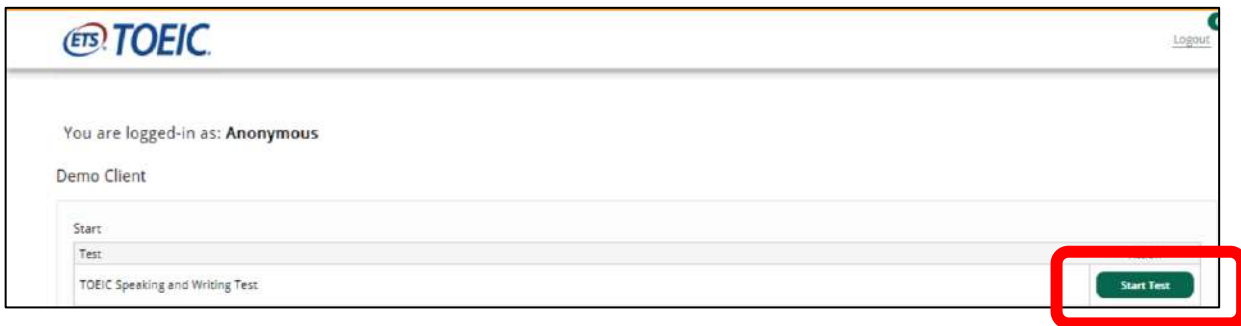 ETS TOEIC.
Logout
You are logged-in as: Anonymous
Demo Client
Start
Test
TOEIC Speaking and Writing Test
Start Test